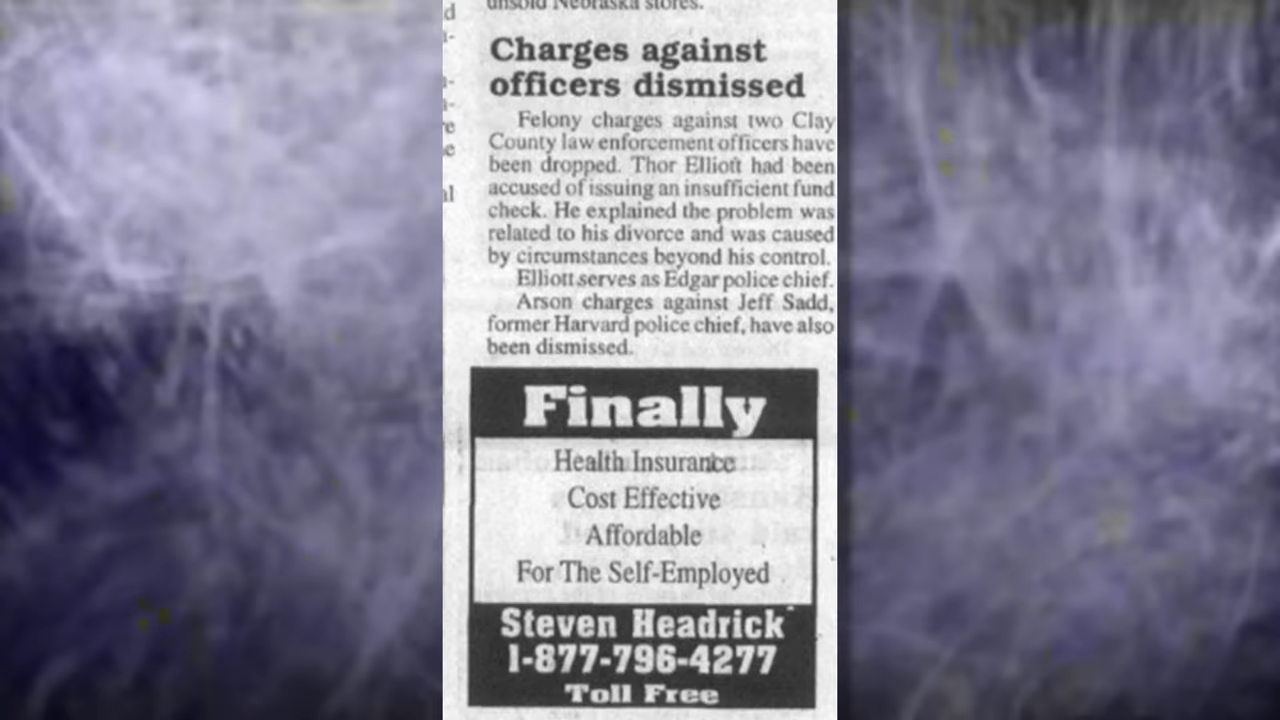 unsold Nebraska stores.
Charges against
officers dismissed
Felony charges against two Clay
County law enforcement officers have
been dropped. Thor Elliott had been
accused of issuing an insufficient fund
check. He explained the problem was
related to his divorce and was caused
by circumstances beyond his control.
Elliott serves as Edgar police chief.
Arson charges against Jeff Sadd,
former Harvard police chief, have also
been dismissed.
Finally
Health Insurance
Cost Effective
Affordable
For The Self-Employed
Steven Headrick
1-877-796-4277
Toll Free